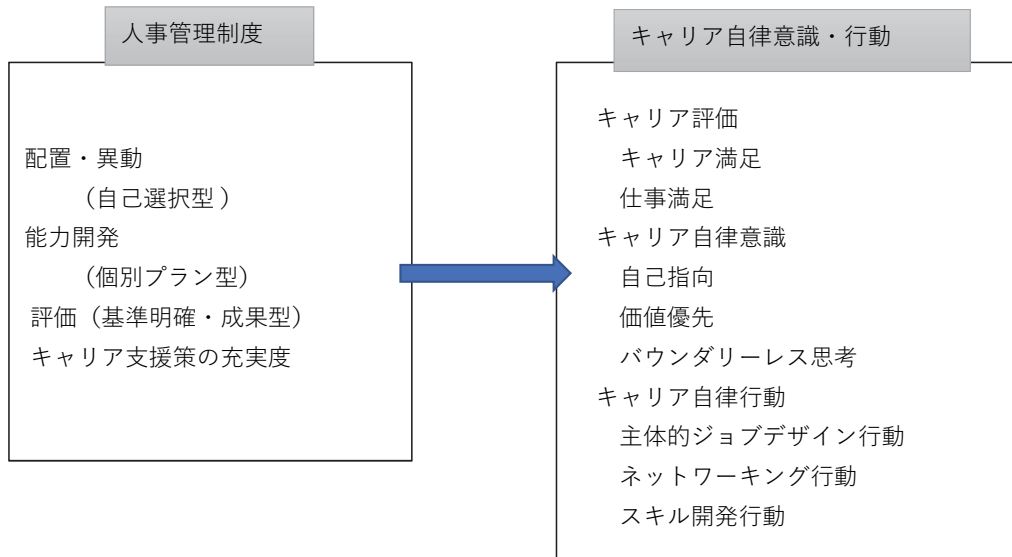 人事管理制度
配置・異動
(自己選択型 )
能力開発
(個別プラン型)
評価（基準明確・成果型）
キャリア支援策の充実度
キャリア自律意識・行動
キャリア評価
キャリア満足
仕事満足
キャリア自律意識
自己指向
価値優先
バウンダリーレス思考
キャリア自律行動
主体的ジョブデザイン行動
ネットワーキング行動
スキル開発行動